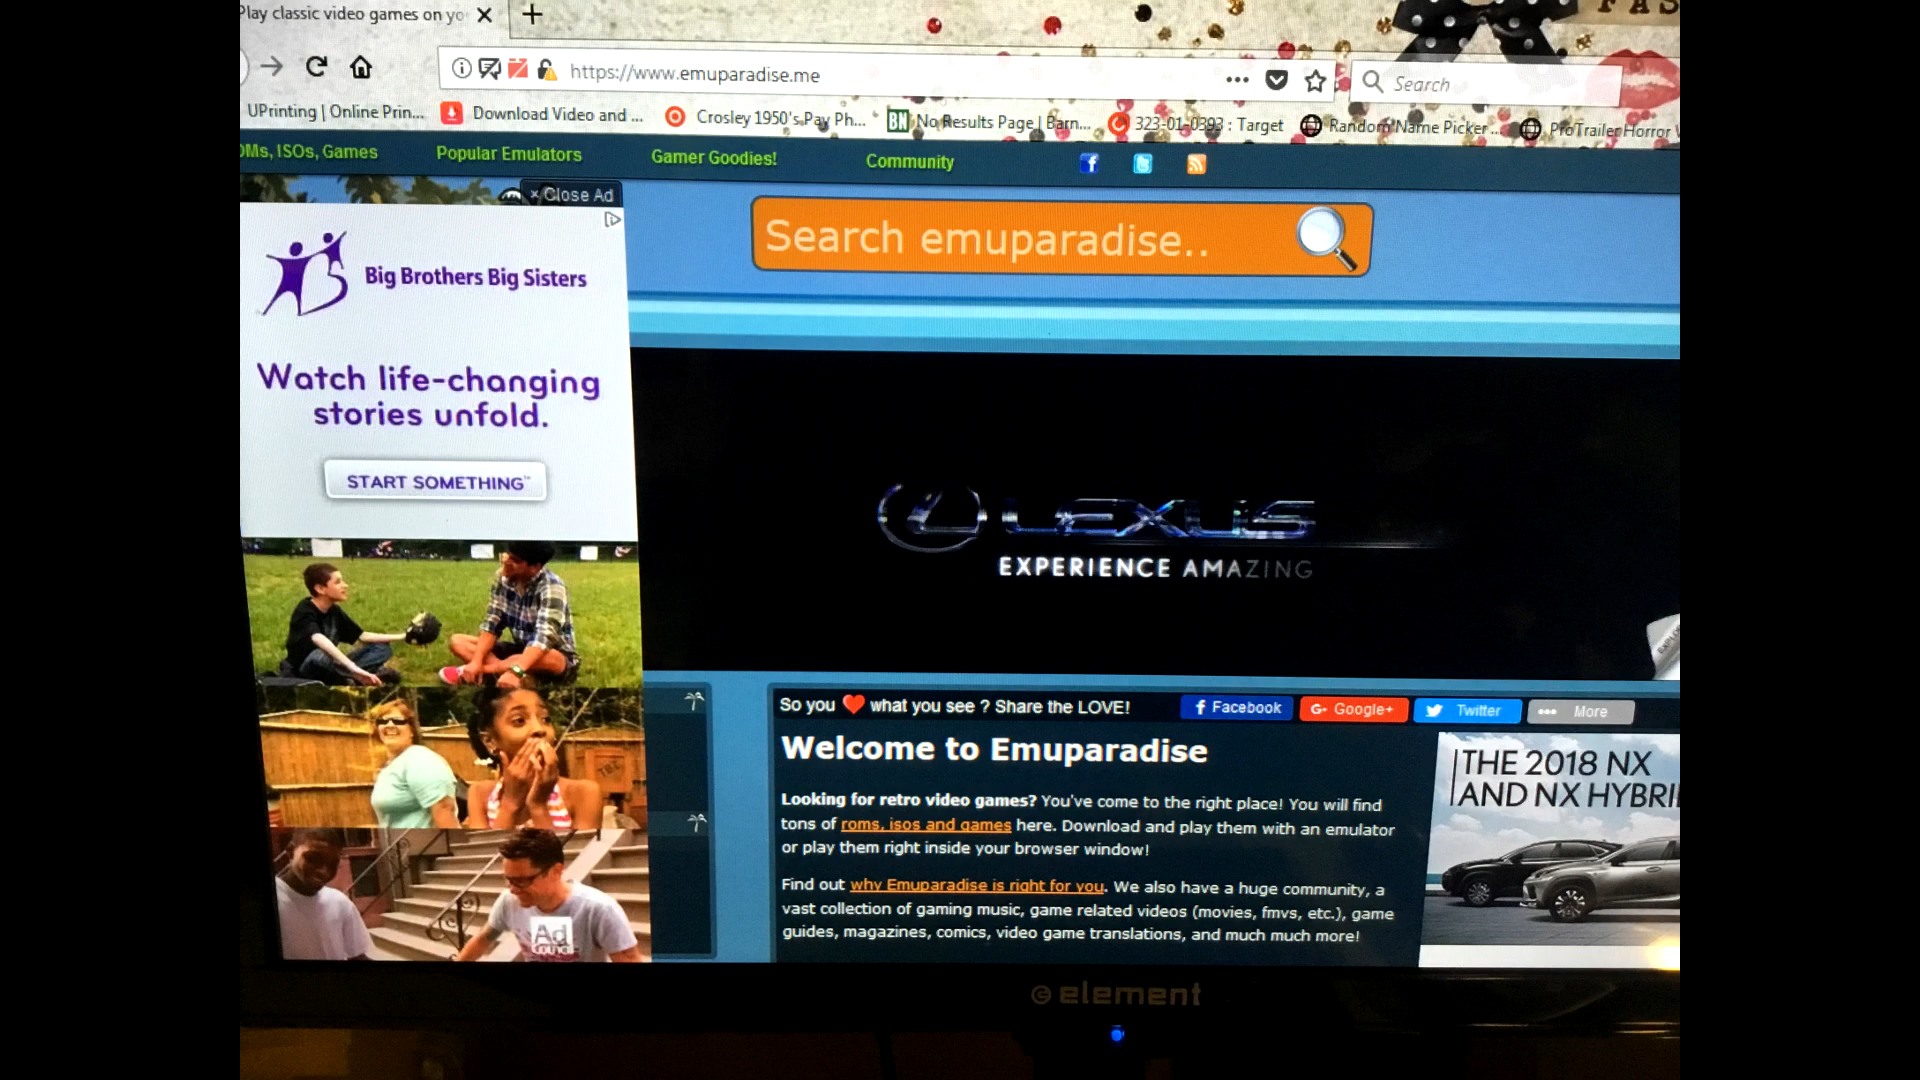 Play classic video games on yo
FAS
https://www.emuparadise.me
Search
UPrinting | Online Prin...
Download Video and ...
Crosley 1950's Pay Ph...
BN
No Results Page | Barn...
323-01-0393 : Target
Random Name Picker ...
ProTrailer Horror
OMs, ISOs, Games
Popular Emulators
Gamer Goodies!
Community
× Close Ad
Search emuparadise..
Big Brothers Big Sisters
Watch life-changing
stories unfold.
START SOMETHING™
LEXUS
EXPERIENCE AMAZING
So you ❤ what you see ? Share the LOVE!
Facebook
G+ Google+
Twitter
More
Welcome to Emuparadise
Looking for retro video games? You've come to the right place! You will find
tons of roms, isos and games here. Download and play them with an emulator
or play them right inside your browser window!
Find out why Emuparadise is right for you. We also have a huge community, a
vast collection of gaming music, game related videos (movies, fmvs, etc.), game
guides, magazines, comics, video game translations, and much much more!
THE 2018 NX
AND NX HYBRI
Ad
Council
element